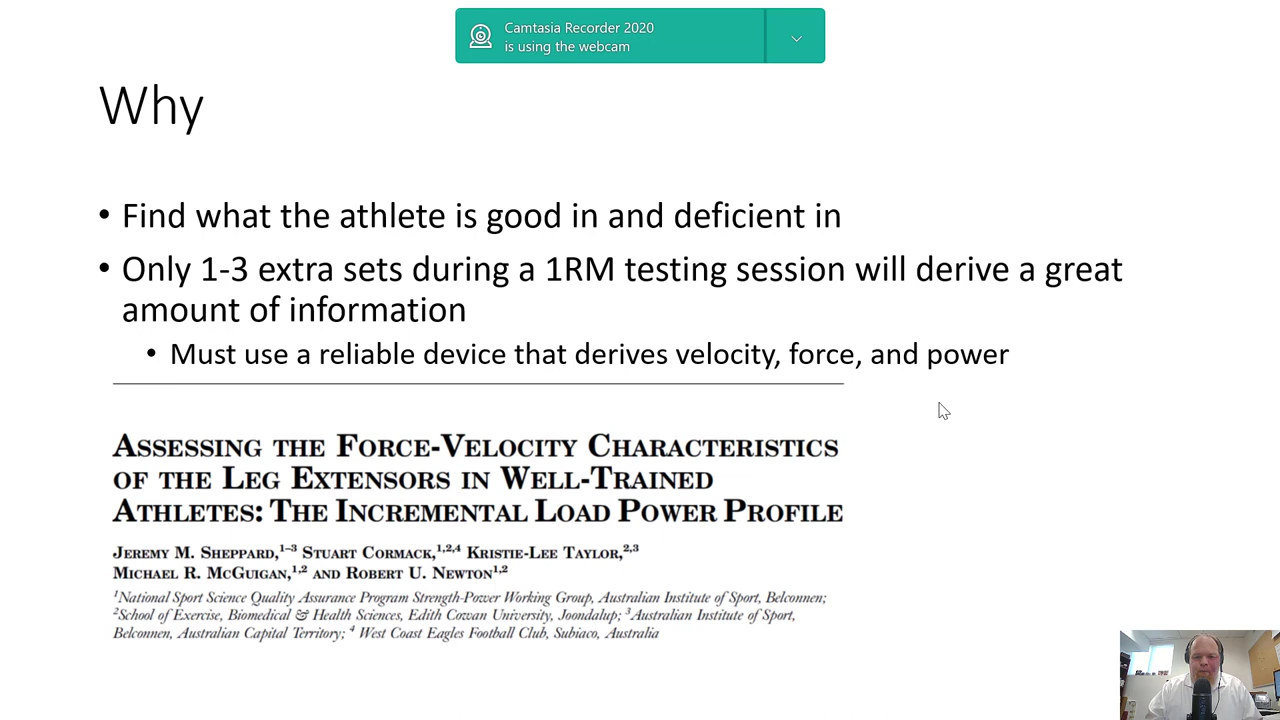 Camtasia Recorder 2020
is using the webcam
Why
• Find what the athlete is good in and deficient in
• Only 1-3 extra sets during a 1RM testing session will derive a great
amount of information
• Must use a reliable device that derives velocity, force, and power
ASSESSING THE FORCE-VELOCITY CHARACTERISTICS
OF THE LEG EXTENSORS IN WELL-TRAINED
ATHLETES: THE INCREMENTAL LOAD POWER PROFILE
JEREMY M. SHEPPARD,1–3 STUART CORMACK,1,2,4 KRISTIE-LEE TAYLOR,2,3
MICHAEL R. MCGUIGAN,1,2 AND ROBERT U. NEWTON1,2
1National Sport Science Quality Assurance Program Strength-Power Working Group, Australian Institute of Sport, Belconnen;
2School of Exercise, Biomedical & Health Sciences, Edith Cowan University, Joondalup; 3Australian Institute of Sport,
Belconnen, Australian Capital Territory; 4 West Coast Eagles Football Club, Subiaco, Australia